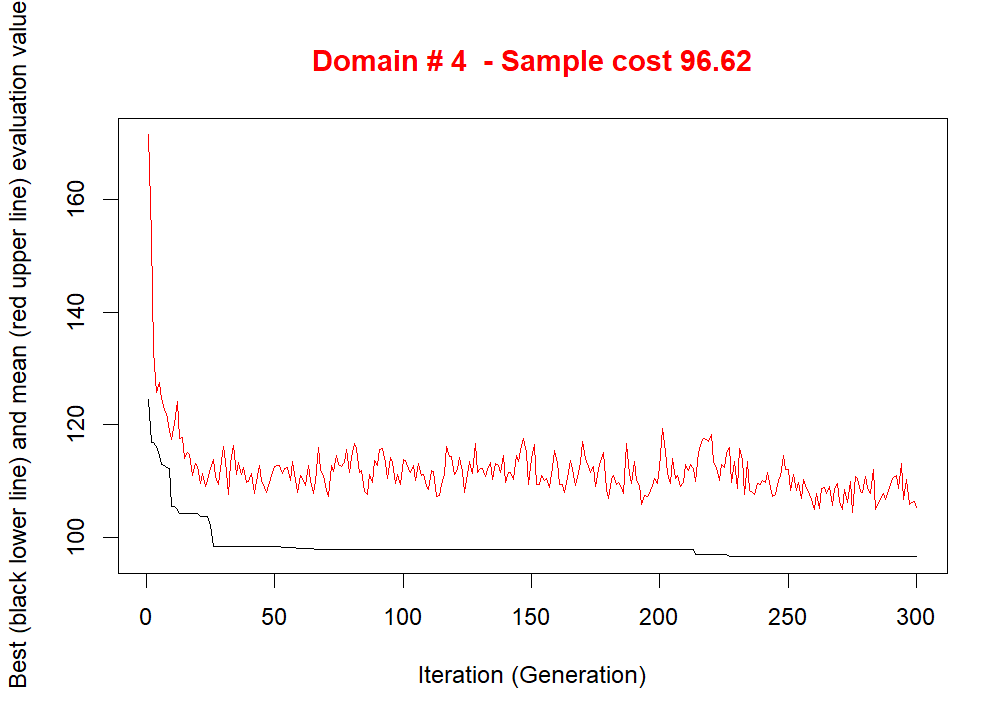 Domain # 4  - Sample cost 96.62
Best (black lower line) and mean (red upper line) evaluation value
160
140
120
100
0 50 100 150 200 250 300
Iteration (Generation)